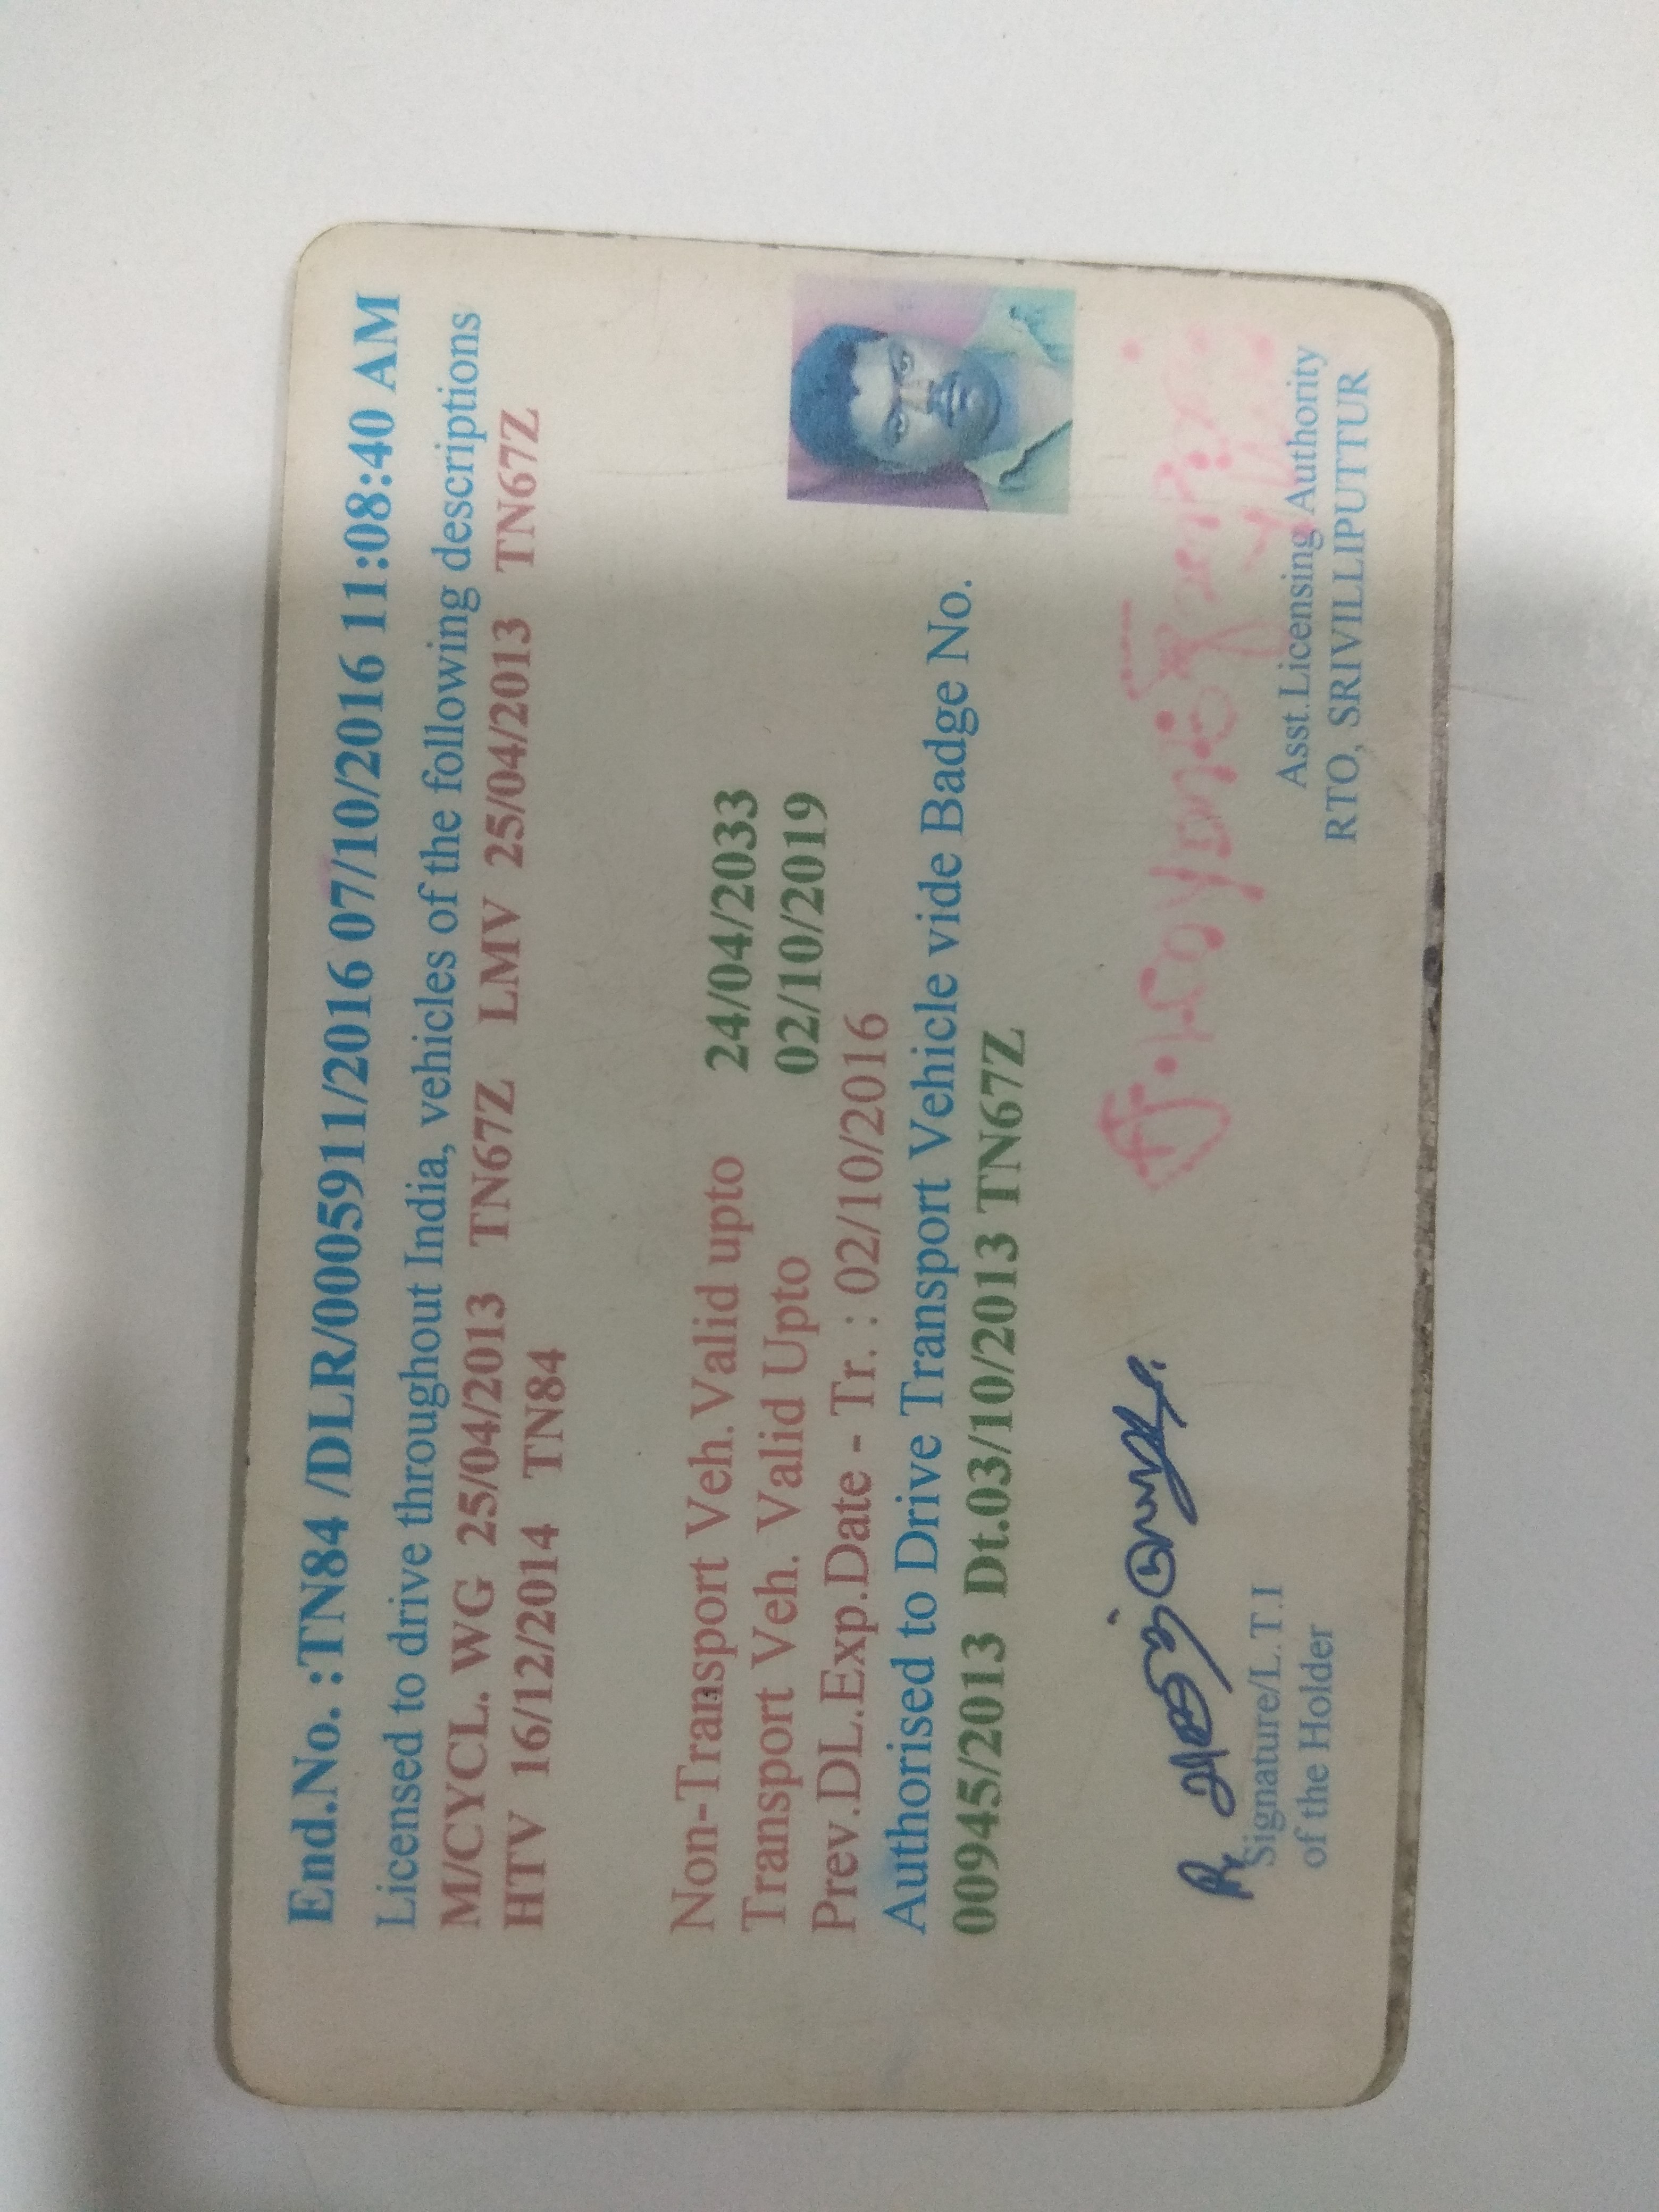 End.No. :TN84 /DLR/0005911/2016 07/10/2016 11:08:40 AM
Licensed to drive throughout India, vehicles of the following descriptions
M/CYCL. WG 25/04/2013 TN67Z LMV 25/04/2013 TN67Z
HTV 16/12/2014 TN84
Non-Transport Veh.Valid upto 24/04/2033
Transport Veh. Valid Upto 02/10/2019
Prev.DL.Exp.Date - Tr. : 02/10/2016
Authorised to Drive Transport Vehicle vide Badge No.
00945/2013 Dt.03/10/2013 TN67Z
Signature/L.T.I
of the Holder
Asst.Licensing Authority
RTO, SRIVILLIPUTTUR